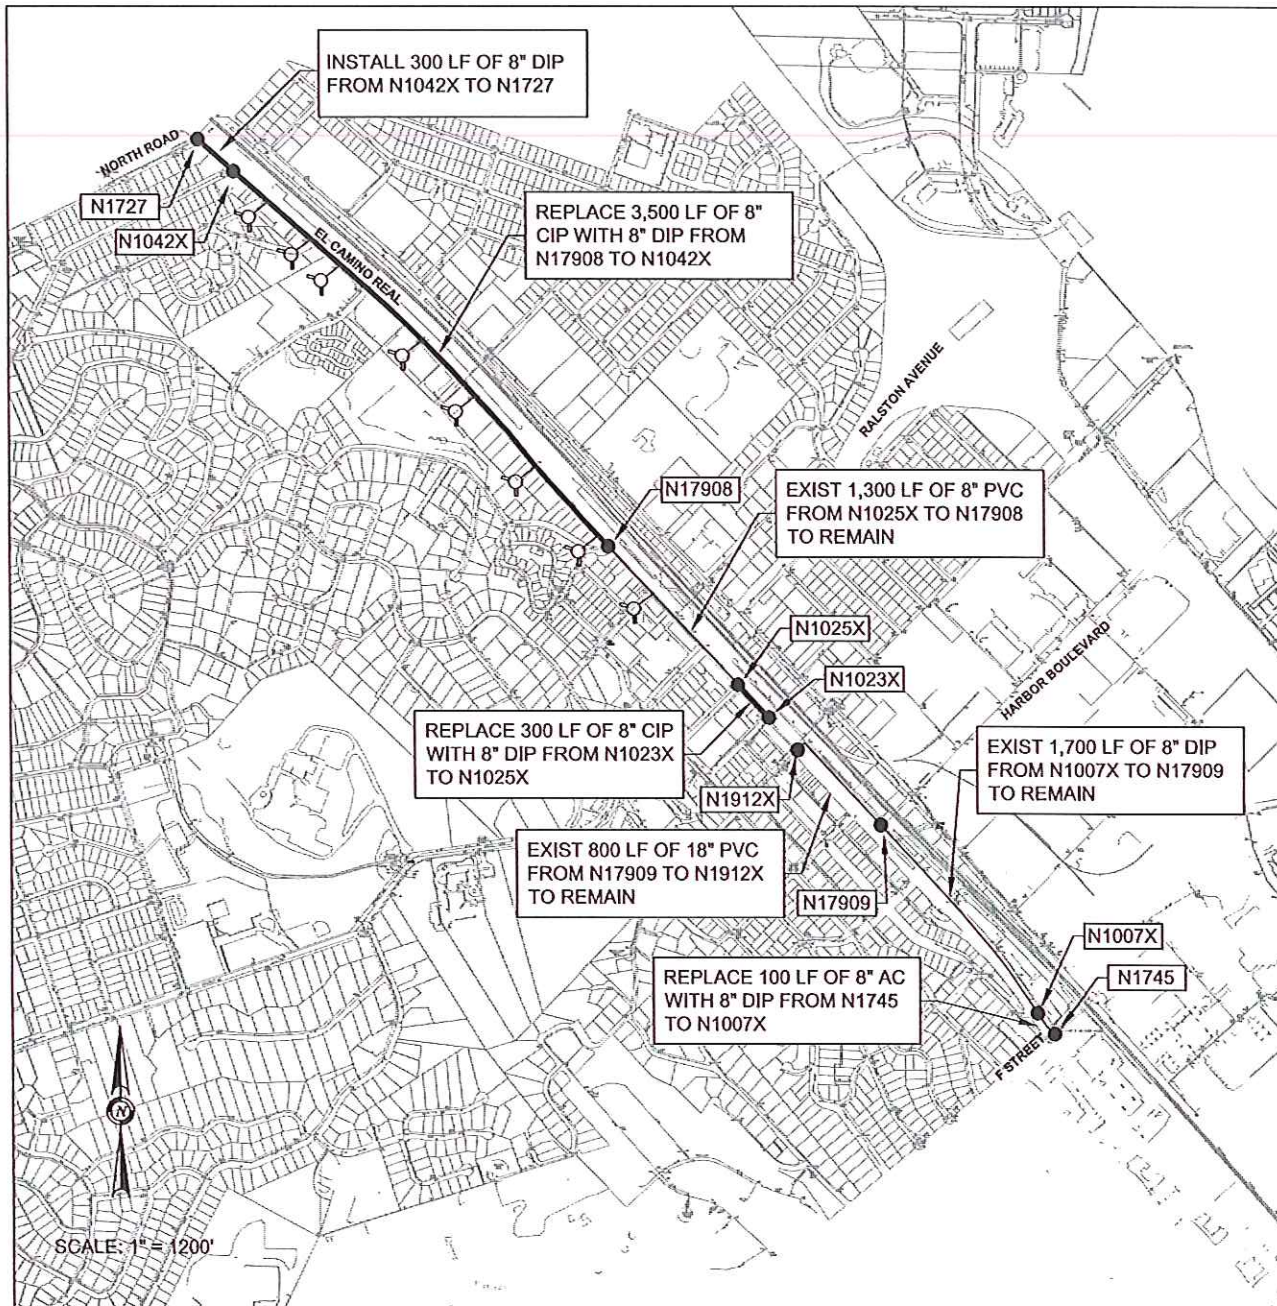 INSTALL 300 LF OF 8" DIP
FROM N1042X TO N1727
NORTH ROAD
N1727
N1042X
EL CAMINO REAL
REPLACE 3,500 LF OF 8"
CIP WITH 8" DIP FROM
N17908 TO N1042X
RALSTON AVENUE
N17908
EXIST 1,300 LF OF 8" PVC
FROM N1025X TO N17908
TO REMAIN
N1025X
N1023X
HARBOR BOULEVARD
REPLACE 300 LF OF 8" CIP
WITH 8" DIP FROM N1023X
TO N1025X
EXIST 1,700 LF OF 8" DIP
FROM N1007X TO N17909
TO REMAIN
N1912X
EXIST 800 LF OF 18" PVC
FROM N17909 TO N1912X
TO REMAIN
N17909
N1007X
REPLACE 100 LF OF 8" AC
WITH 8" DIP FROM N1745
TO N1007X
N1745
F STREET
N
SCALE: 1" = 1200'